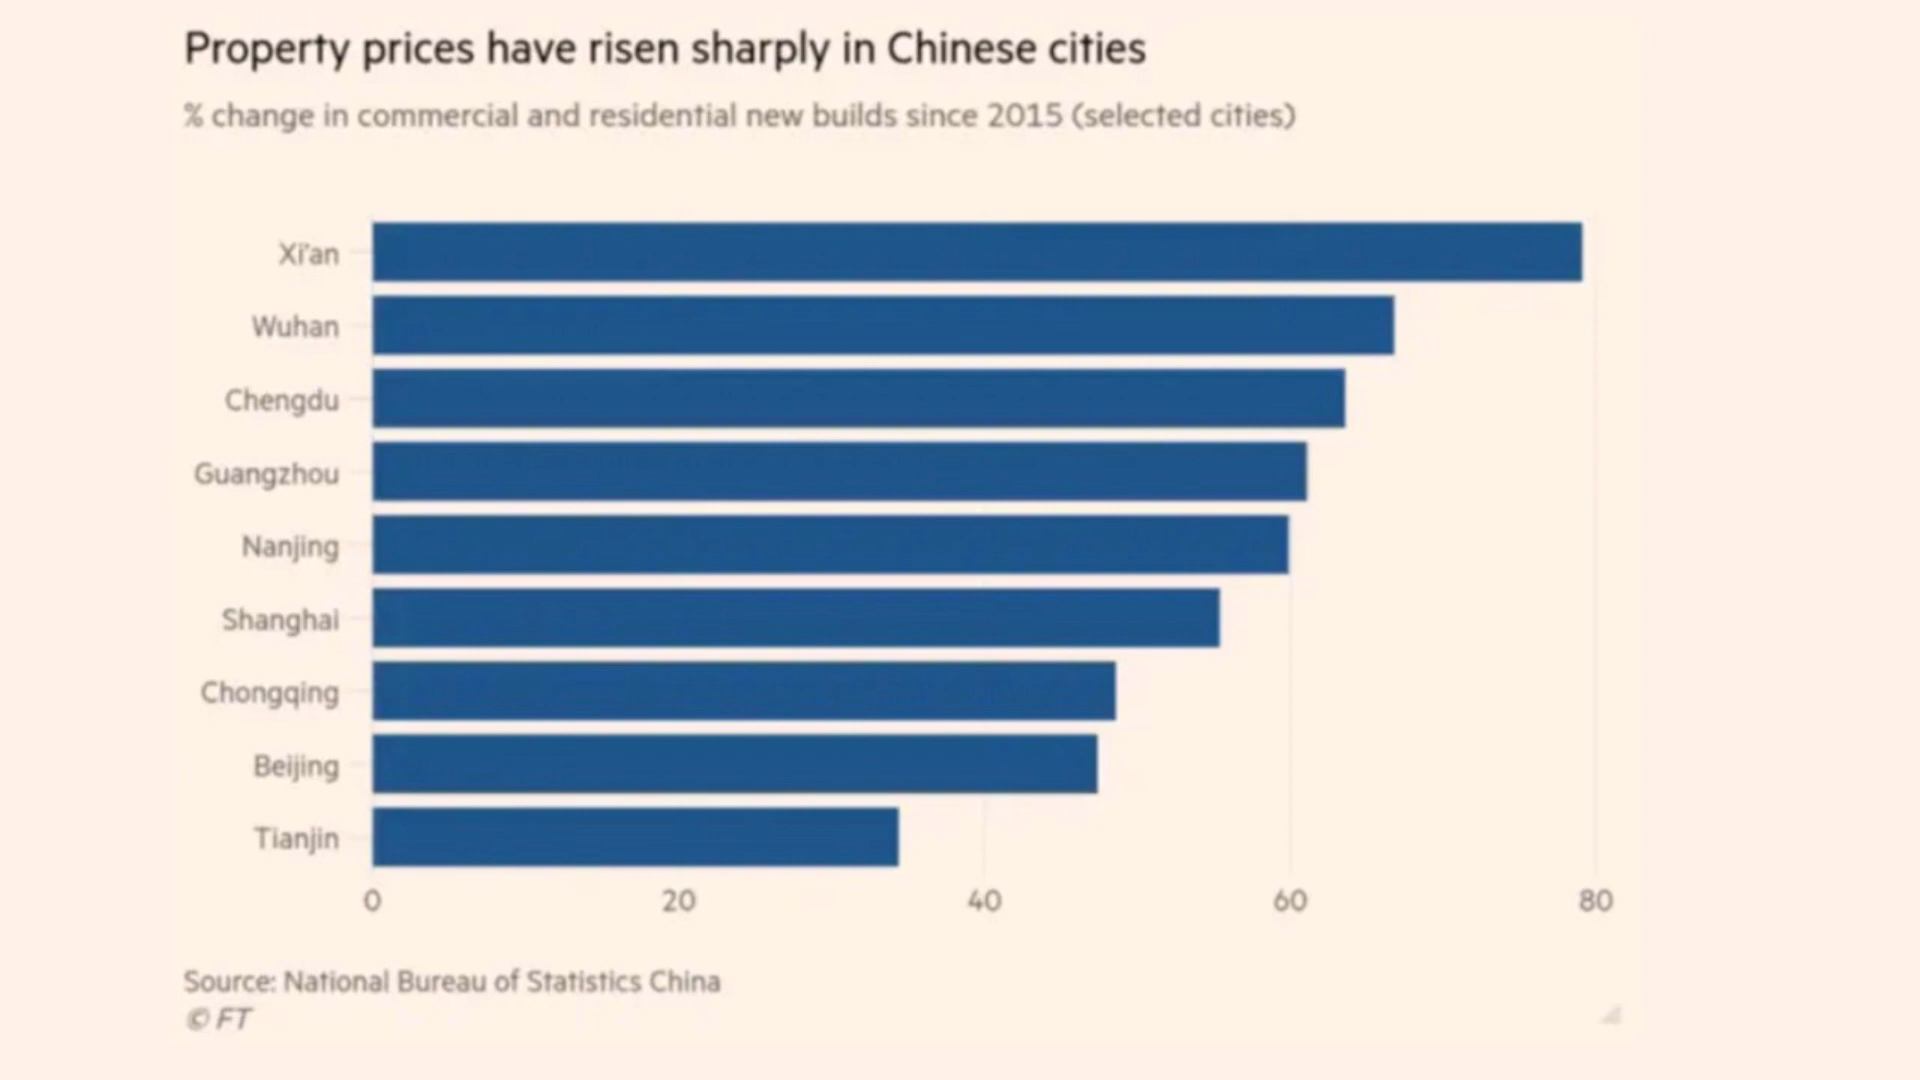 Property prices have risen sharply in Chinese cities
% change in commercial and residential new builds since 2015 (selected cities)
Xi'an
Wuhan
Chengdu
Guangzhou
Nanjing
Shanghai
Chongqing
Beijing
Tianjin
0 20 40 60 80
Source: National Bureau of Statistics China
© FT